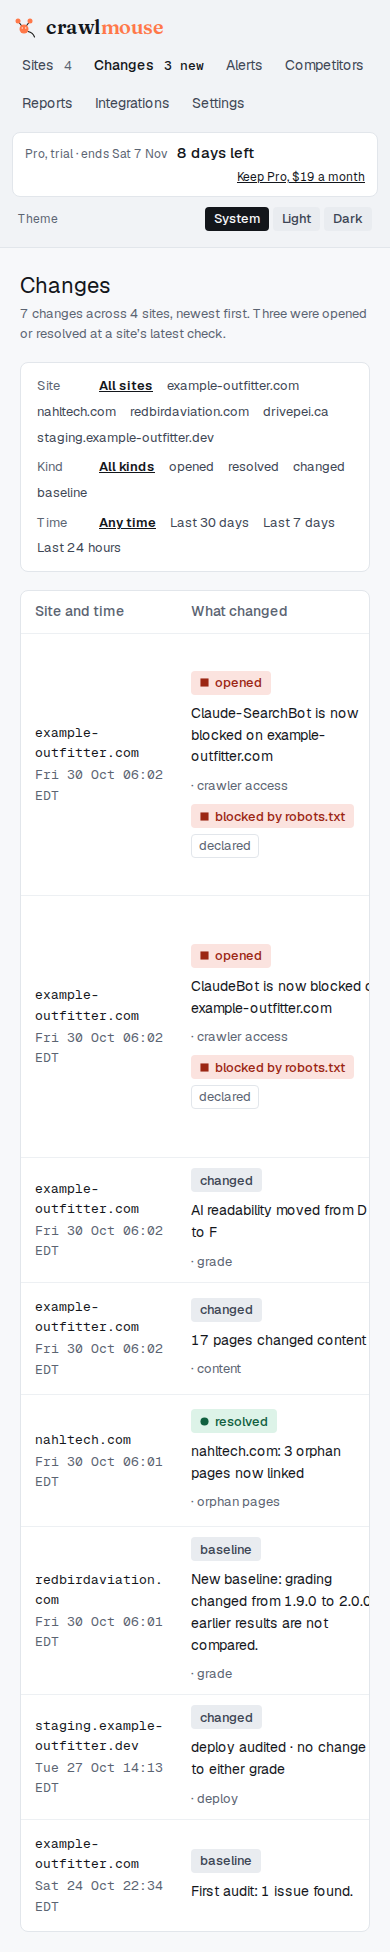 crawlmouse
Sites 4 Changes 3 new Alerts Competitors
Reports Integrations Settings
Pro, trial · ends Sat 7 Nov 8 days left
Keep Pro, $19 a month
Theme System Light Dark
Changes
7 changes across 4 sites, newest first. Three were opened
or resolved at a site's latest check.
Site All sites example-outfitter.com
nahltech.com redbirdaviation.com drivepei.ca
staging.example-outfitter.dev
Kind All kinds opened resolved changed
baseline
Time Any time Last 30 days Last 7 days
Last 24 hours
Site and time What changed
example-
outfitter.com
Fri 30 Oct 06:02
EDT
opened
Claude-SearchBot is now
blocked on example-
outfitter.com
· crawler access
blocked by robots.txt
declared
example-
outfitter.com
Fri 30 Oct 06:02
EDT
opened
ClaudeBot is now blocked
example-outfitter.com
· crawler access
blocked by robots.txt
declared
example-
outfitter.com
Fri 30 Oct 06:02
EDT
changed
AI readability moved from D
to F
· grade
example-
outfitter.com
Fri 30 Oct 06:02
EDT
changed
17 pages changed content
· content
nahltech.com
Fri 30 Oct 06:01
EDT
resolved
nahltech.com: 3 orphan
pages now linked
· orphan pages
redbirdaviation.
com
Fri 30 Oct 06:01
EDT
baseline
New baseline: grading
changed from 1.9.0 to 2.0.0
earlier results are not
compared.
· grade
staging.example-
outfitter.dev
Tue 27 Oct 14:13
EDT
changed
deploy audited · no change
to either grade
· deploy
example-
outfitter.com
Sat 24 Oct 22:34
EDT
baseline
First audit: 1 issue found.